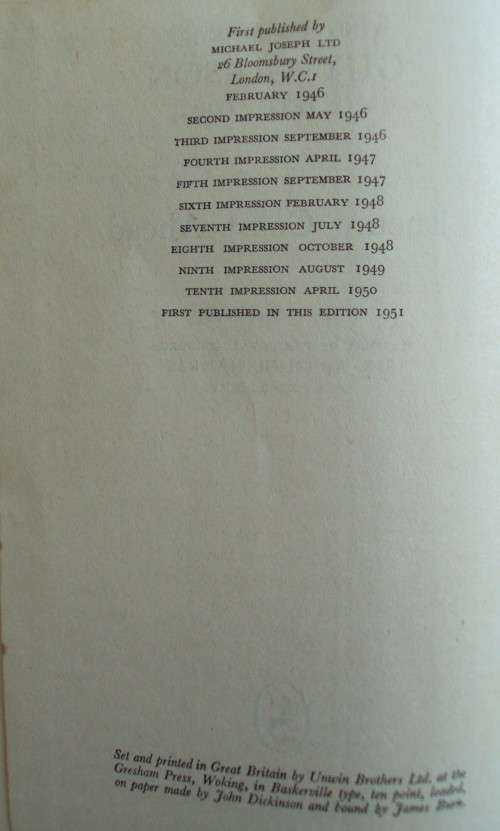 First published by
MICHAEL JOSEPH LTD
26 Bloomsbury Street,
London, W.C.1
FEBRUARY 1946
SECOND IMPRESSION MAY 1946
THIRD IMPRESSION SEPTEMBER 1946
FOURTH IMPRESSION APRIL 1947
FIFTH IMPRESSION SEPTEMBER 1947
SIXTH IMPRESSION FEBRUARY 1948
SEVENTH IMPRESSION JULY 1948
EIGHTH IMPRESSION OCTOBER 1948
NINTH IMPRESSION AUGUST 1949
TENTH IMPRESSION APRIL 1950
FIRST PUBLISHED IN THIS EDITION 1951
Set and printed in Great Britain by Unwin Brothers Ltd. at the
Gresham Press, Woking, in Baskerville type, ten point, leaded,
on paper made by John Dickinson and bound by James Burn.